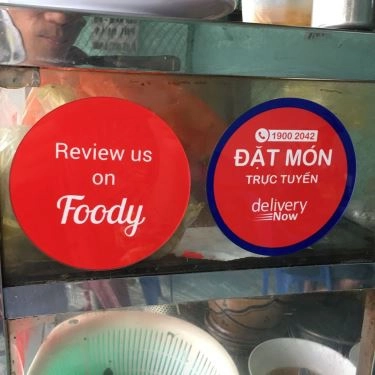 Review us
on
Foody
1900 2042
ĐẶT MÓN
TRỰC TUYẾN
delivery
Now